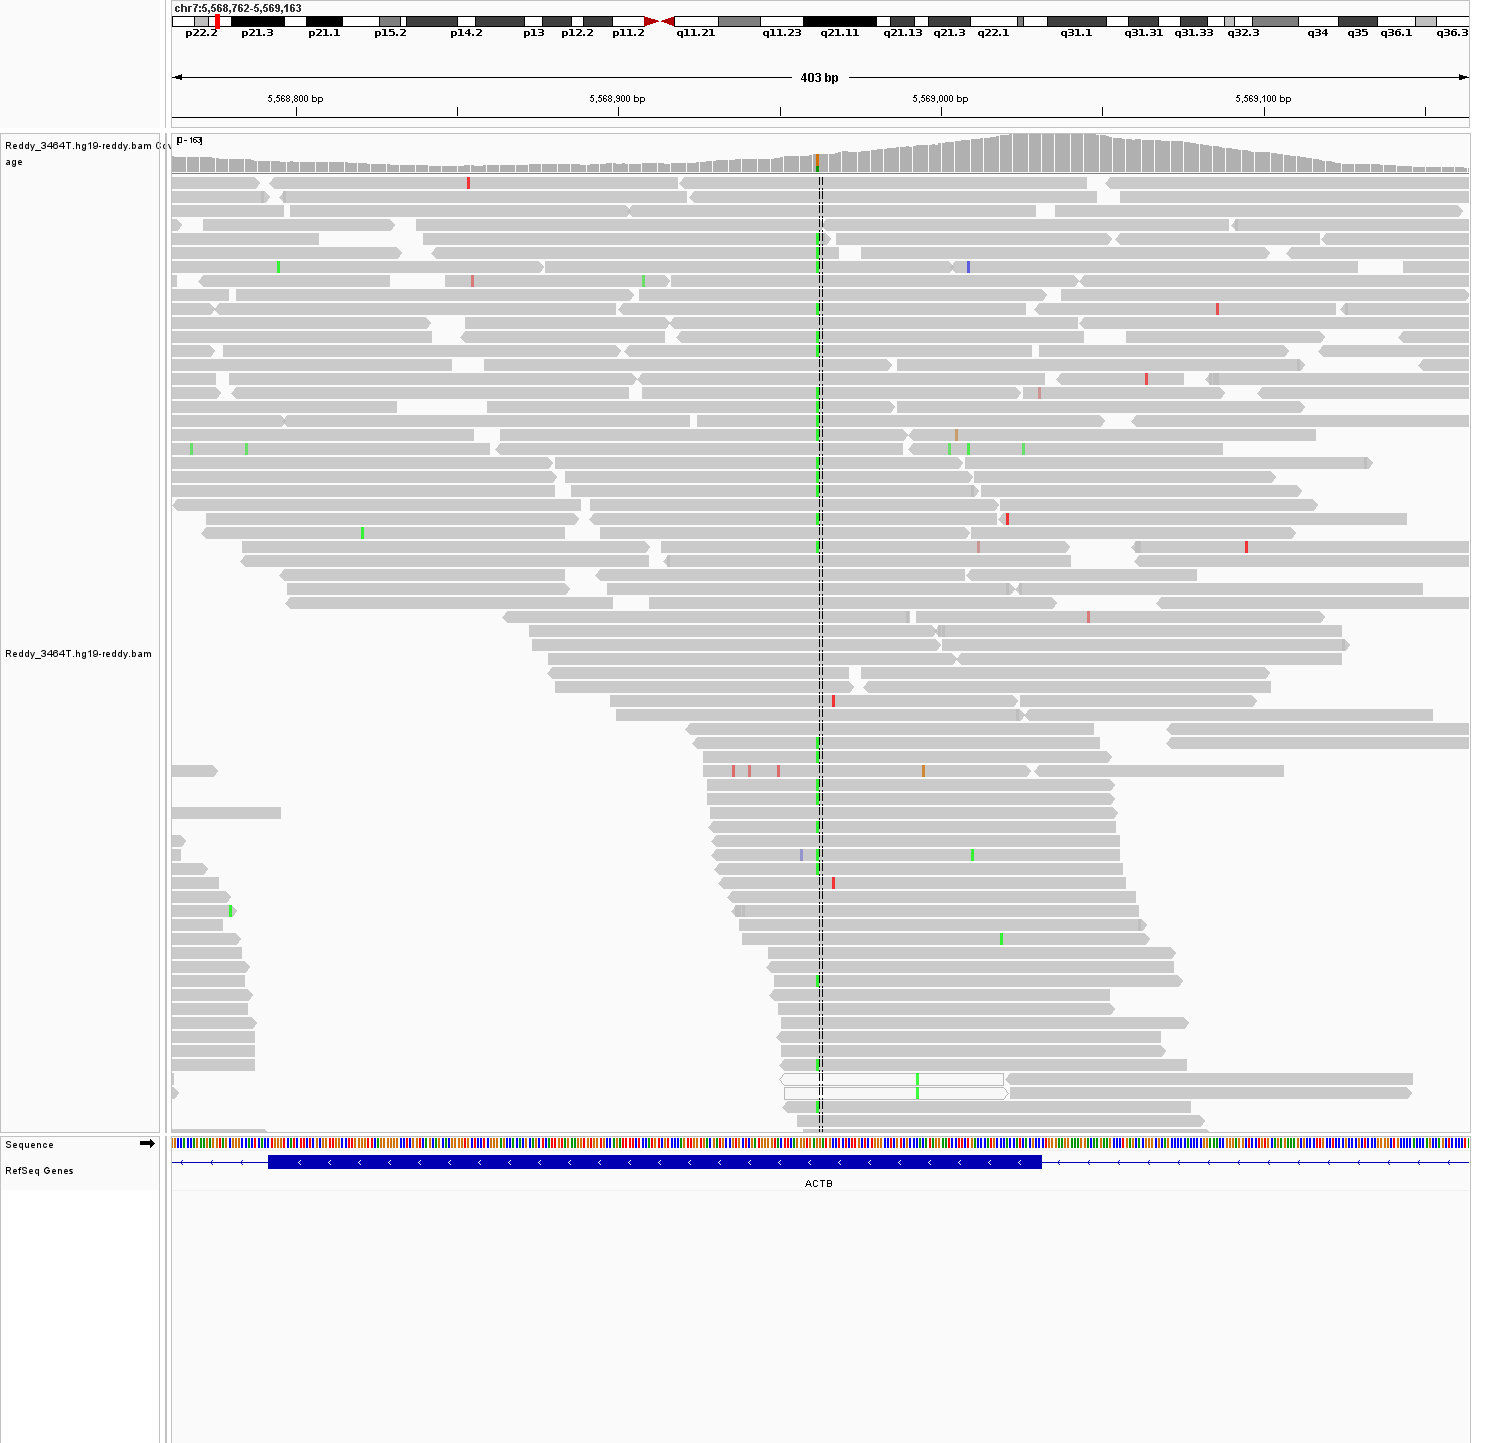 chr7:5,568,762-5,569,163
p22.2 p21.3 p21.1 p15.2 p14.2 p13 p12.2 p11.2 q11.21 q11.23 q21.11 q21.13 q21.3 q22.1 q31.1 q31.31 q31.33 q32.3 q34 q35 q36.1 q36.3
403 bp
5,568,800 bp 5,568,900 bp 5,569,000 bp 5,569,100 bp
Reddy_3464T.hg19-reddy.bam Cov
age
[0 - 163]
Reddy_3464T.hg19-reddy.bam
Sequence
RefSeq Genes
ACTB